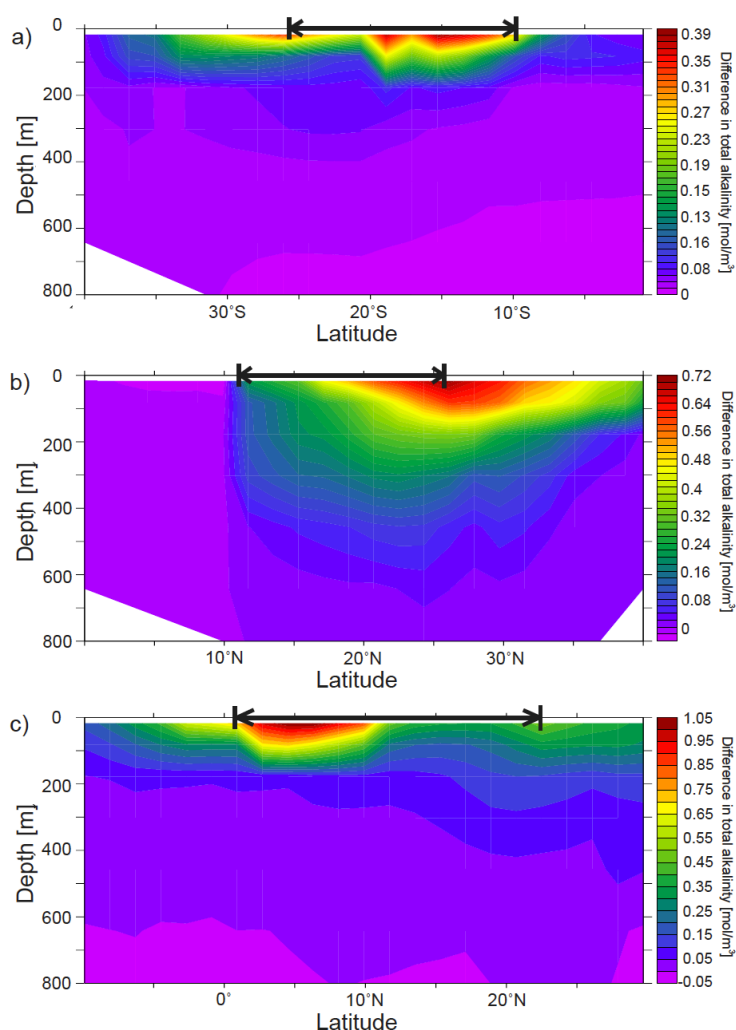 a)
0
200
400
600
800
Depth [m]
30°S
20°S
10°S
Latitude
0.39
0.35
0.31
0.27
0.23
0.19
0.15
0.13
0.16
0.08
0
Difference in total alkalinity [mol/m³]
b)
0
200
400
600
800
Depth [m]
10°N
20°N
30°N
Latitude
0.72
0.64
0.56
0.48
0.40
0.32
0.24
0.16
0.08
0
Difference in total alkalinity [mol/m³]
c)
0
200
400
600
800
Depth [m]
0°
10°N
20°N
Latitude
1.05
0.95
0.85
0.75
0.65
0.55
0.45
0.35
0.25
0.15
0.05
-0.05
Difference in total alkalinity [mol/m³]